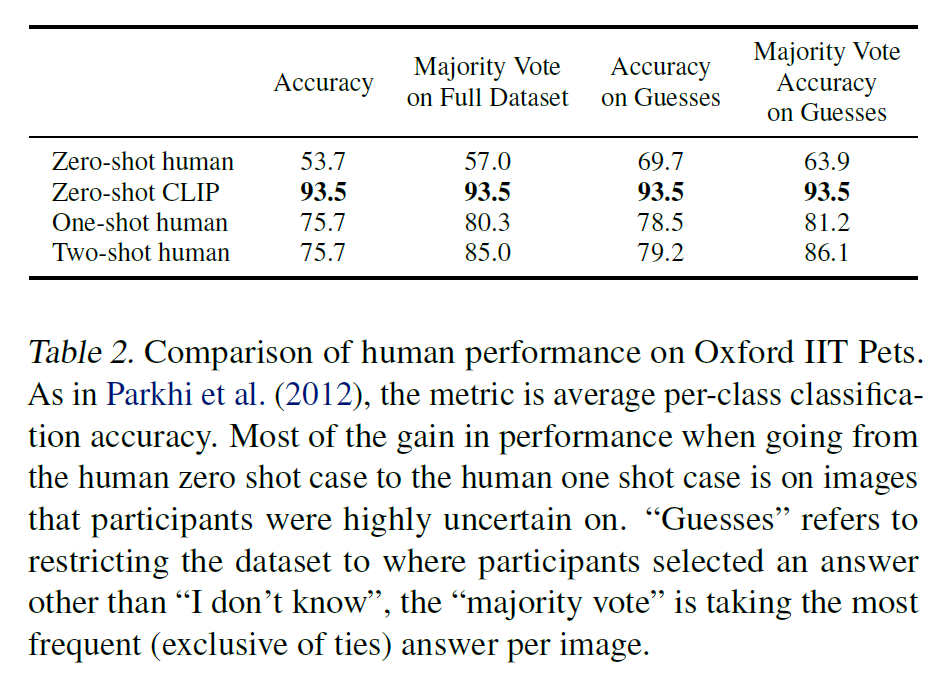 Accuracy Majority Vote on Full Dataset Accuracy on Guesses Majority Vote Accuracy on Guesses
Zero-shot human 53.7 57.0 69.7 63.9
Zero-shot CLIP 93.5 93.5 93.5 93.5
One-shot human 75.7 80.3 78.5 81.2
Two-shot human 75.7 85.0 79.2 86.1
Table 2. Comparison of human performance on Oxford IIT Pets.
As in Parkhi et al. (2012), the metric is average per-class classifica-
tion accuracy. Most of the gain in performance when going from
the human zero shot case to the human one shot case is on images
that participants were highly uncertain on. “Guesses” refers to
restricting the dataset to where participants selected an answer
other than “I don’t know”, the “majority vote” is taking the most
frequent (exclusive of ties) answer per image.